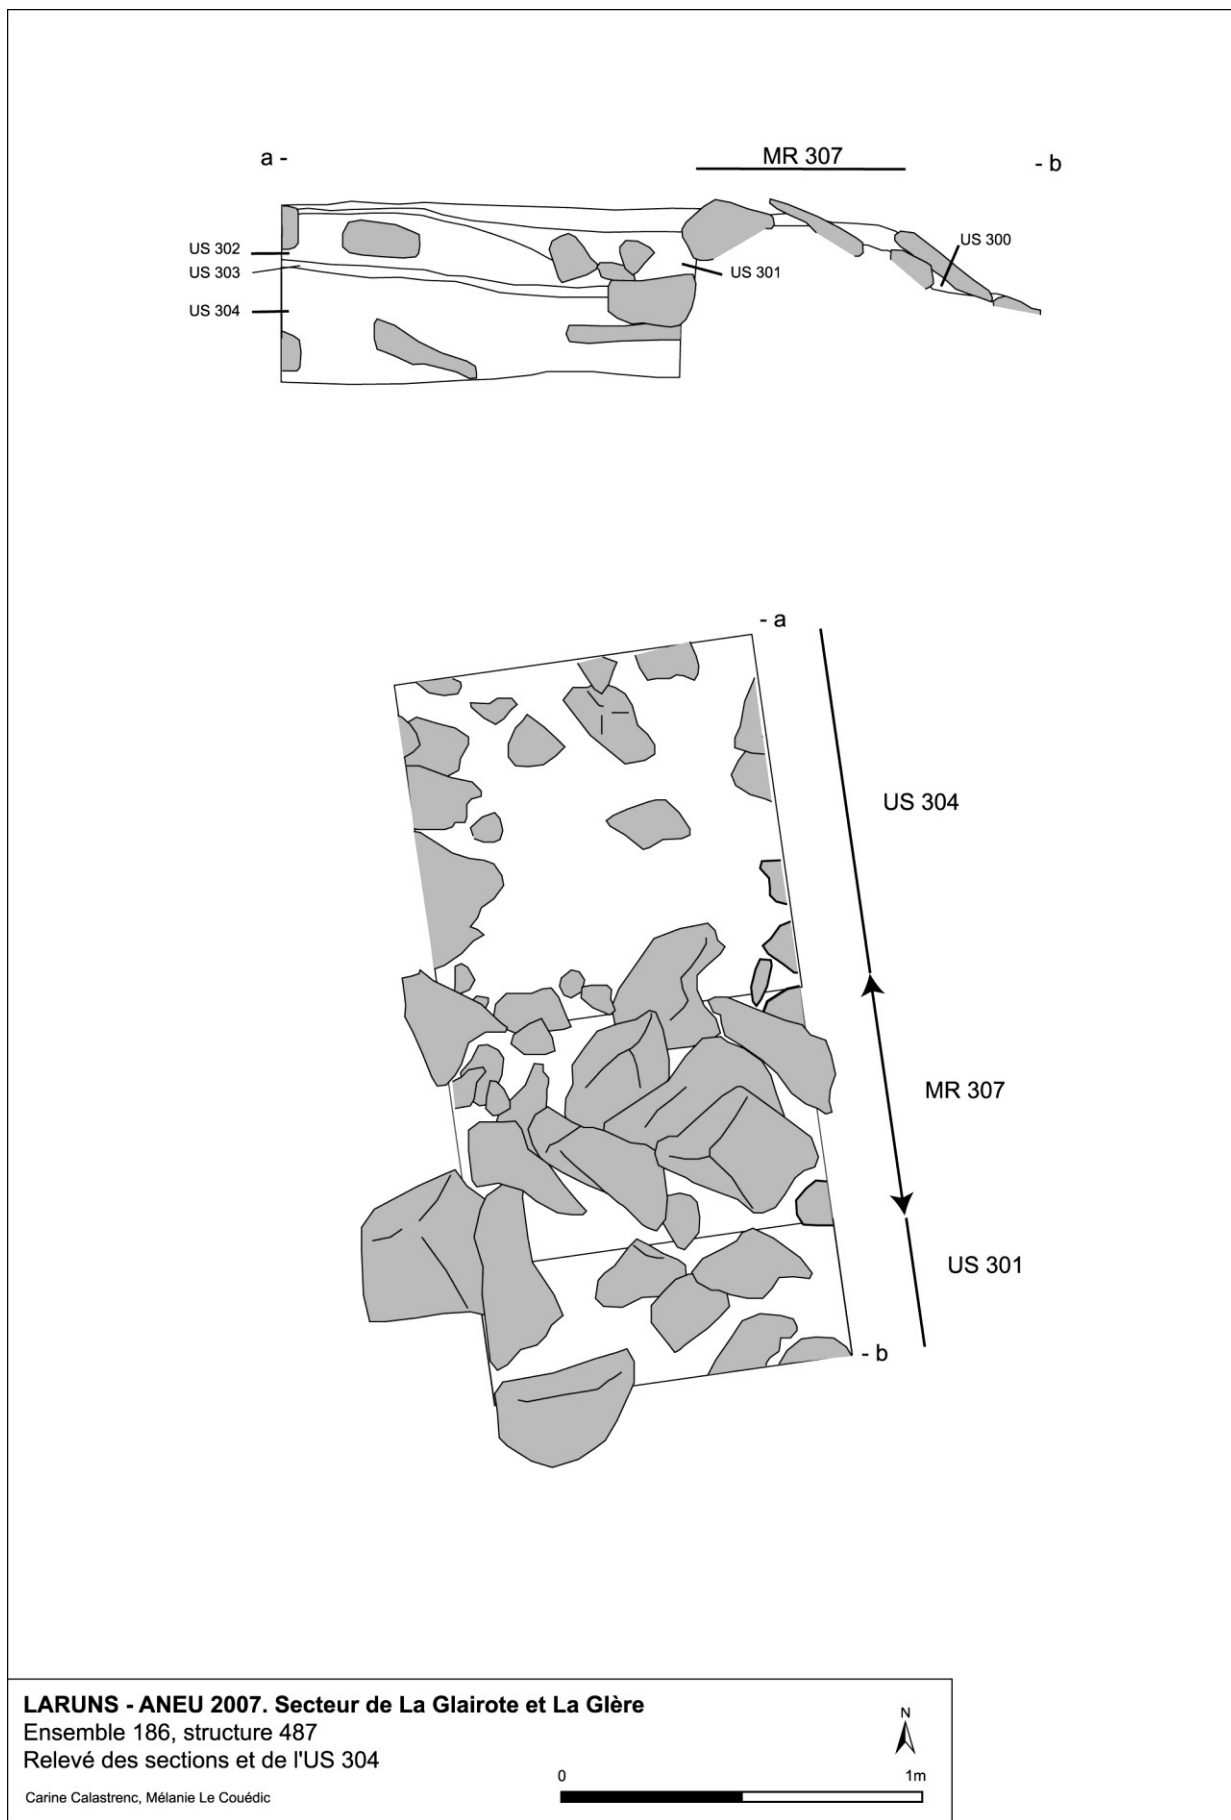 a -
MR 307
- b
US 302
US 303
US 304
US 300
US 301
- a
US 304
MR 307
US 301
- b
LARUNS - ANEU 2007. Secteur de La Glairote et La Glère
Ensemble 186, structure 487
Relevé des sections et de l'US 304
Carine Calastrenc, Mélanie Le Couédic
N
0
1m